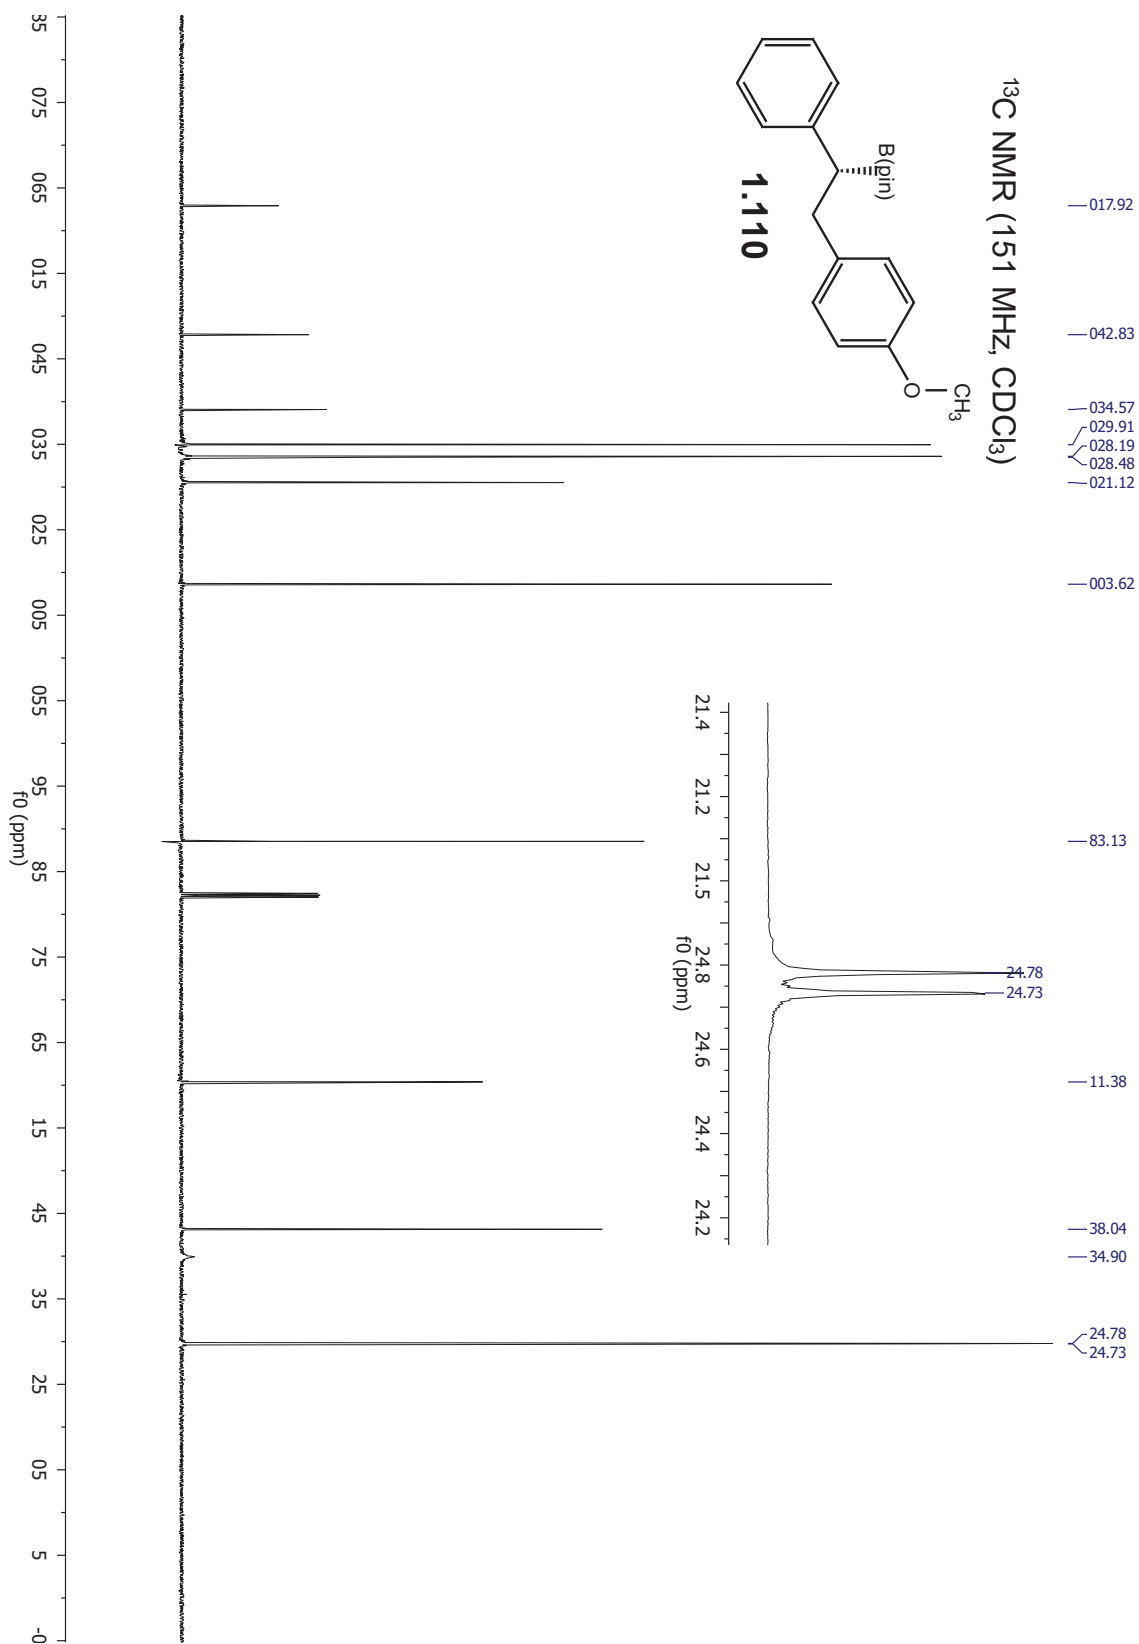 ¹³C NMR (151 MHz, CDCl₃)
B(pin)
O
CH₃
1.110
017.92
042.83
034.57
029.91
028.19
028.48
021.12
003.62
83.13
11.38
38.04
34.90
24.78
24.73
24.78
24.73
21.4 21.2 21.5 24.8 24.6 24.4 24.2
f0 (ppm)
35 075 065 015 045 035 025 005 055 95 85 75 65 15 45 35 25 05 5 -0
f0 (ppm)